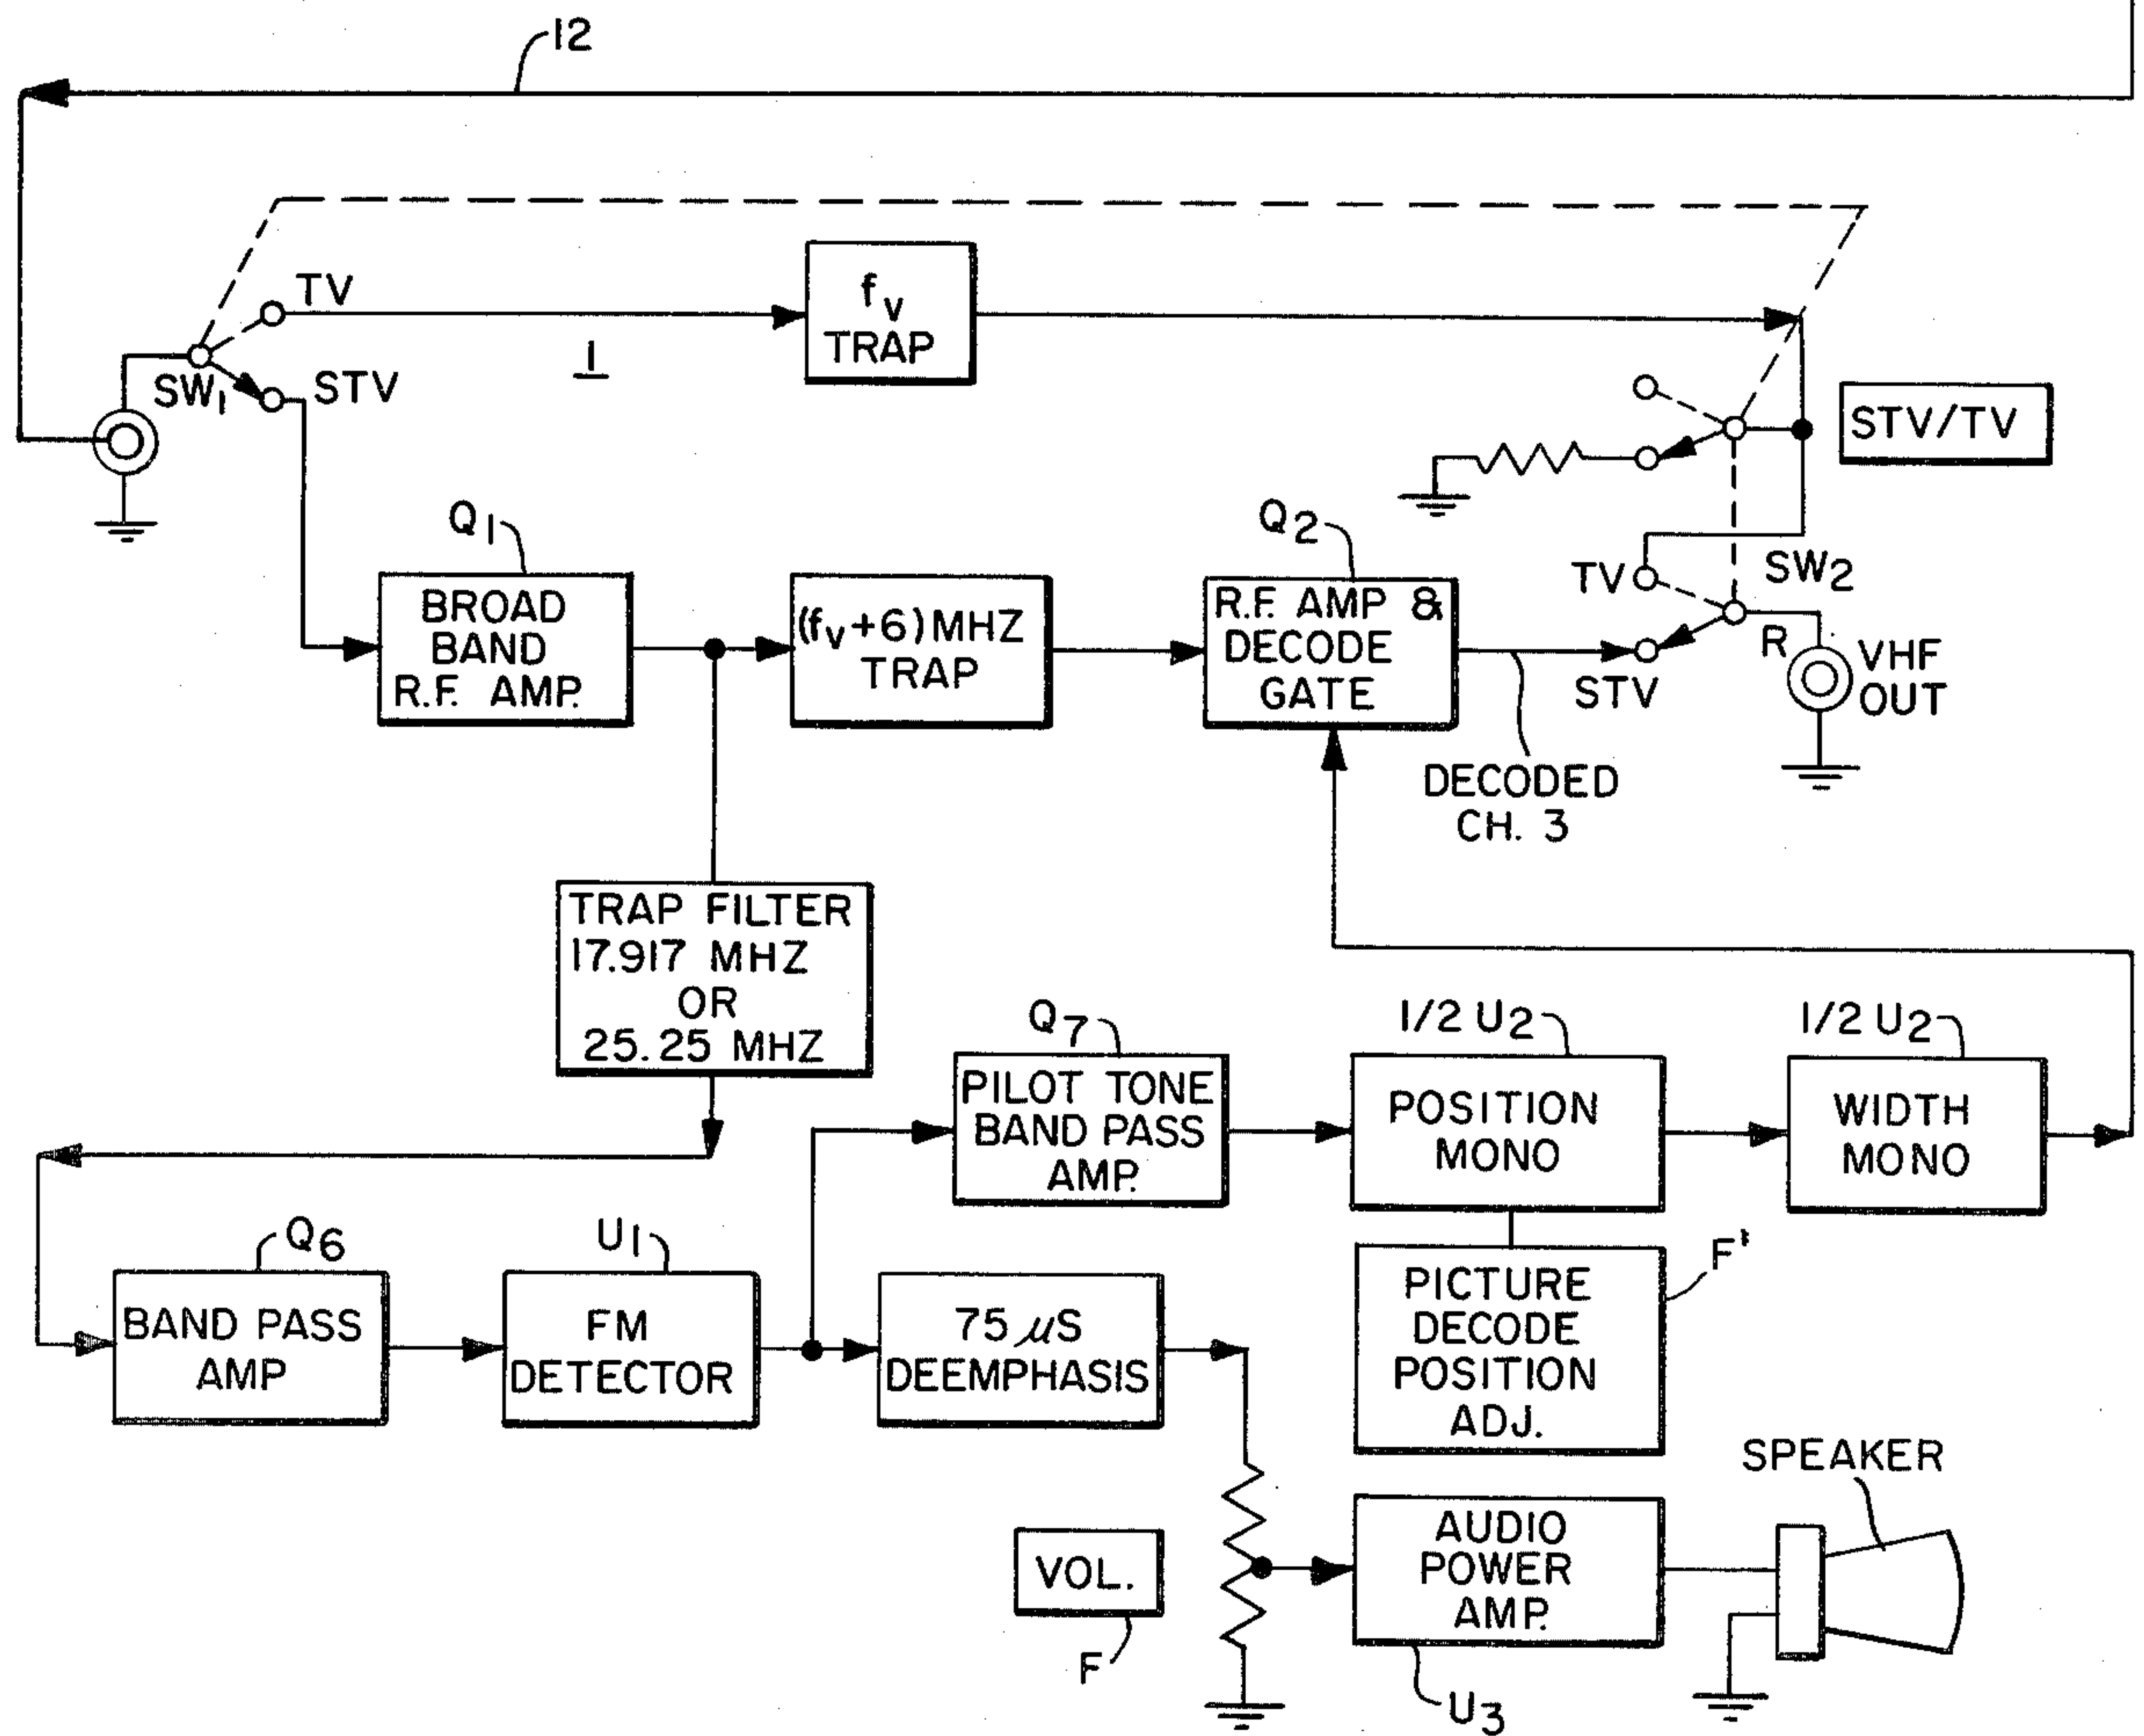 12
TV
fv
TRAP
1
SW1
STV
STV/TV
Q1
Q2
BROAD
BAND
R.F. AMP.
(fv+6) MHZ
TRAP
R.F. AMP &
DECODE
GATE
TV
SW2
R
STV
VHF
OUT
DECODED
CH. 3
TRAP FILTER
17.917 MHZ
OR
25.25 MHZ
Q7
1/2 U2
1/2 U2
PILOT TONE
BAND PASS
AMP.
POSITION
MONO
WIDTH
MONO
Q6
U1
F'
BAND PASS
AMP
FM
DETECTOR
75 µS
DEEMPHASIS
PICTURE
DECODE
POSITION
ADJ.
SPEAKER
VOL.
F
AUDIO
POWER
AMP.
U3